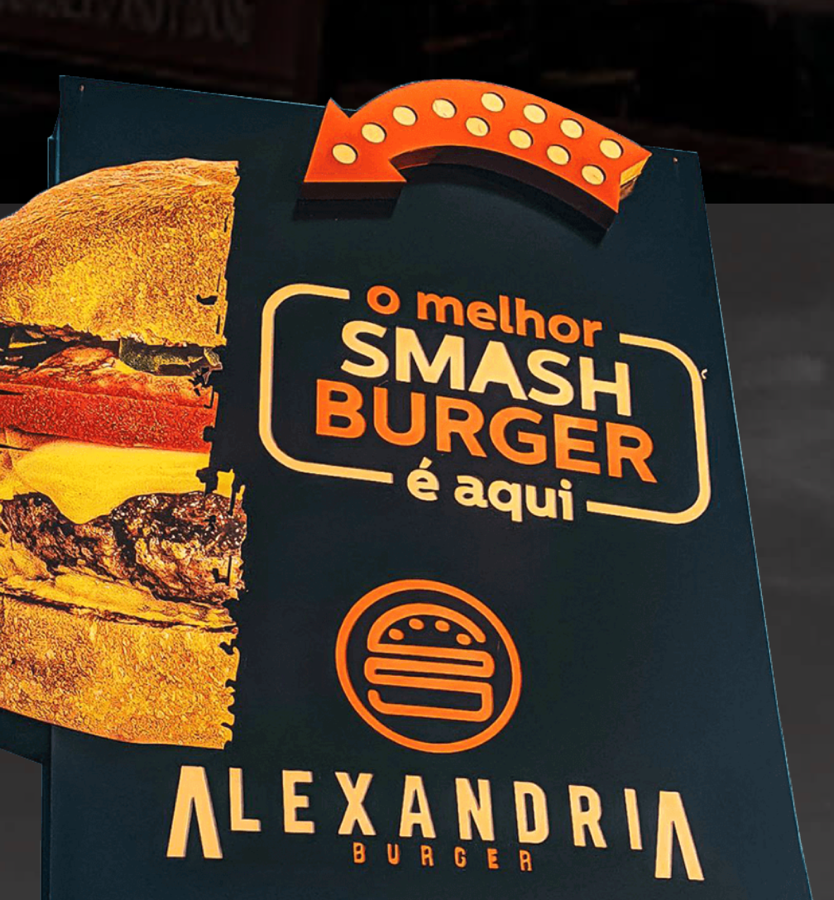 o melhor
SMASH
BURGER
é aqui
ALEXANDRIA
BURGER